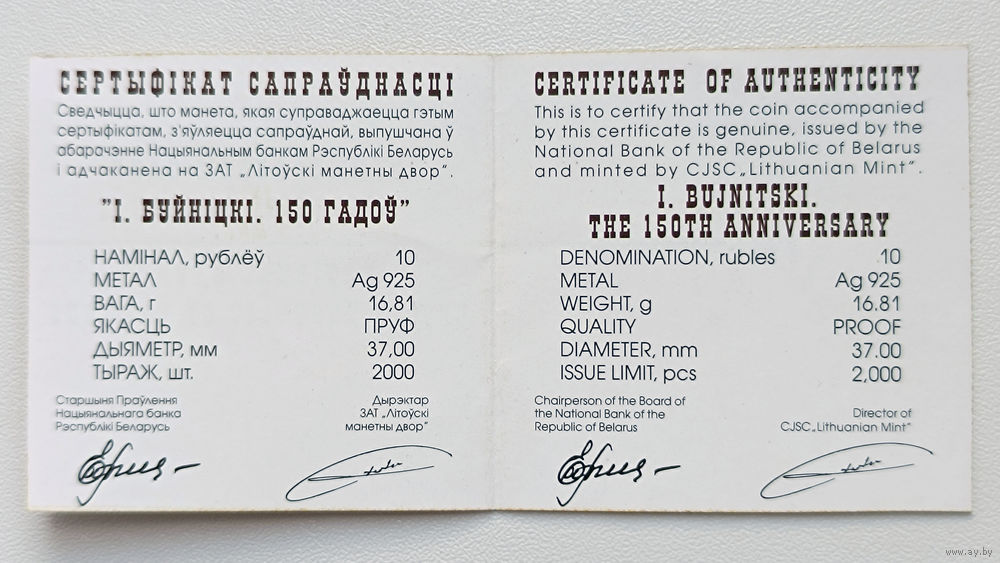 СЕРТЫФІКАТ САПРАЎДНАСЦІ
Сведчыцца, што манета, якая суправаджаецца гэтым
сертыфікатам, з'яўляецца сапраўднай, выпушчана ў
абарачэнне Нацыянальным банкам Рэспублікі Беларусь
і адчаканена на ЗАТ „Літоўскі манетны двор".
"І. БУЙНІЦКІ. 150 ГАДОЎ"
НАМІНАЛ, рублёў 10
МЕТАЛ Ag 925
ВАГА, г 16,81
ЯКАСЦЬ ПРУФ
ДЫЯМЕТР, мм 37,00
ТЫРАЖ, шт. 2000
Старшыня Праўлення
Нацыянальнага банка
Рэспублікі Беларусь
Дырэктар
ЗАТ „Літоўскі
манетны двор"
CERTIFICATE OF AUTHENTICITY
This is to certify that the coin accompanied
by this certificate is genuine, issued by the
National Bank of the Republic of Belarus
and minted by CJSC „Lithuanian Mint".
I. BUJNITSKI.
THE 150TH ANNIVERSARY
DENOMINATION, rubles 10
METAL Ag 925
WEIGHT, g 16.81
QUALITY PROOF
DIAMETER, mm 37.00
ISSUE LIMIT, pcs 2,000
Chairperson of the Board of
the National Bank of the
Republic of Belarus
Director of
CJSC „Lithuanian Mint"
www.ay.by